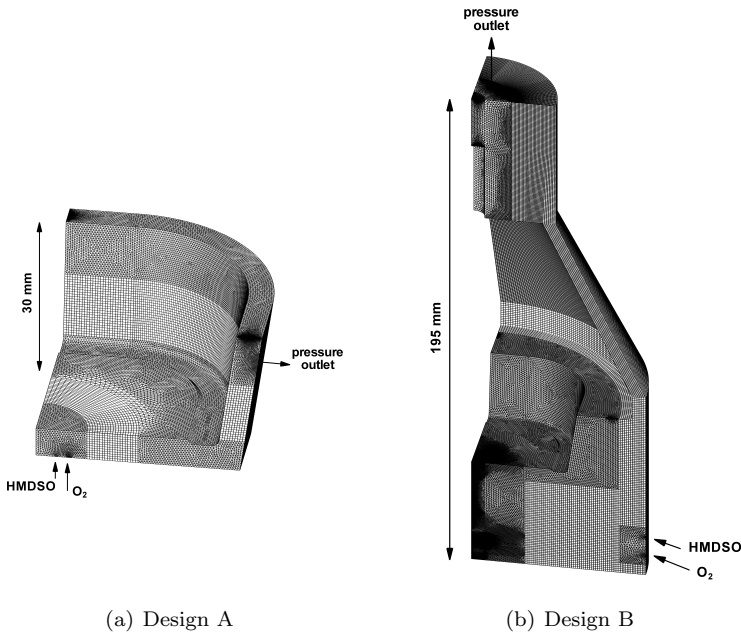 pressure
outlet
30 mm
pressure
outlet
HMDSO
O₂
195 mm
HMDSO
O₂
(a) Design A
(b) Design B